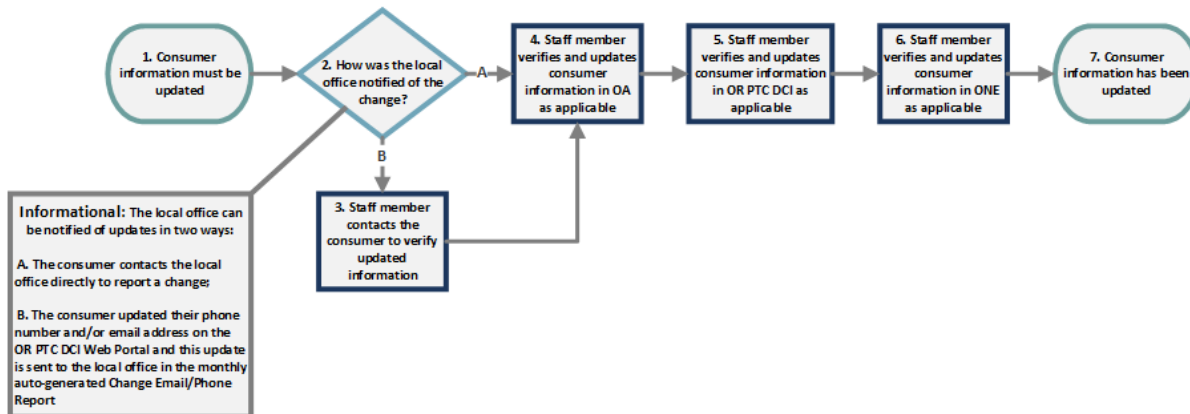 1. Consumer
information must be
updated
2. How was the local
office notified of the
change?
A
4. Staff member
verifies and updates
consumer
information in OA
as applicable
5. Staff member
verifies and updates
consumer information
in OR PTC DCI as
applicable
6. Staff member
verifies and updates
consumer
information in ONE
as applicable
7. Consumer
information has been
updated
B
3. Staff member
contacts the
consumer to verify
updated
information
Informational: The local office can
be notified of updates in two ways:
A. The consumer contacts the local
office directly to report a change;
B. The consumer updated their phone
number and/or email address on the
OR PTC DCI Web Portal and this update
is sent to the local office in the monthly
auto-generated Change Email/Phone
Report